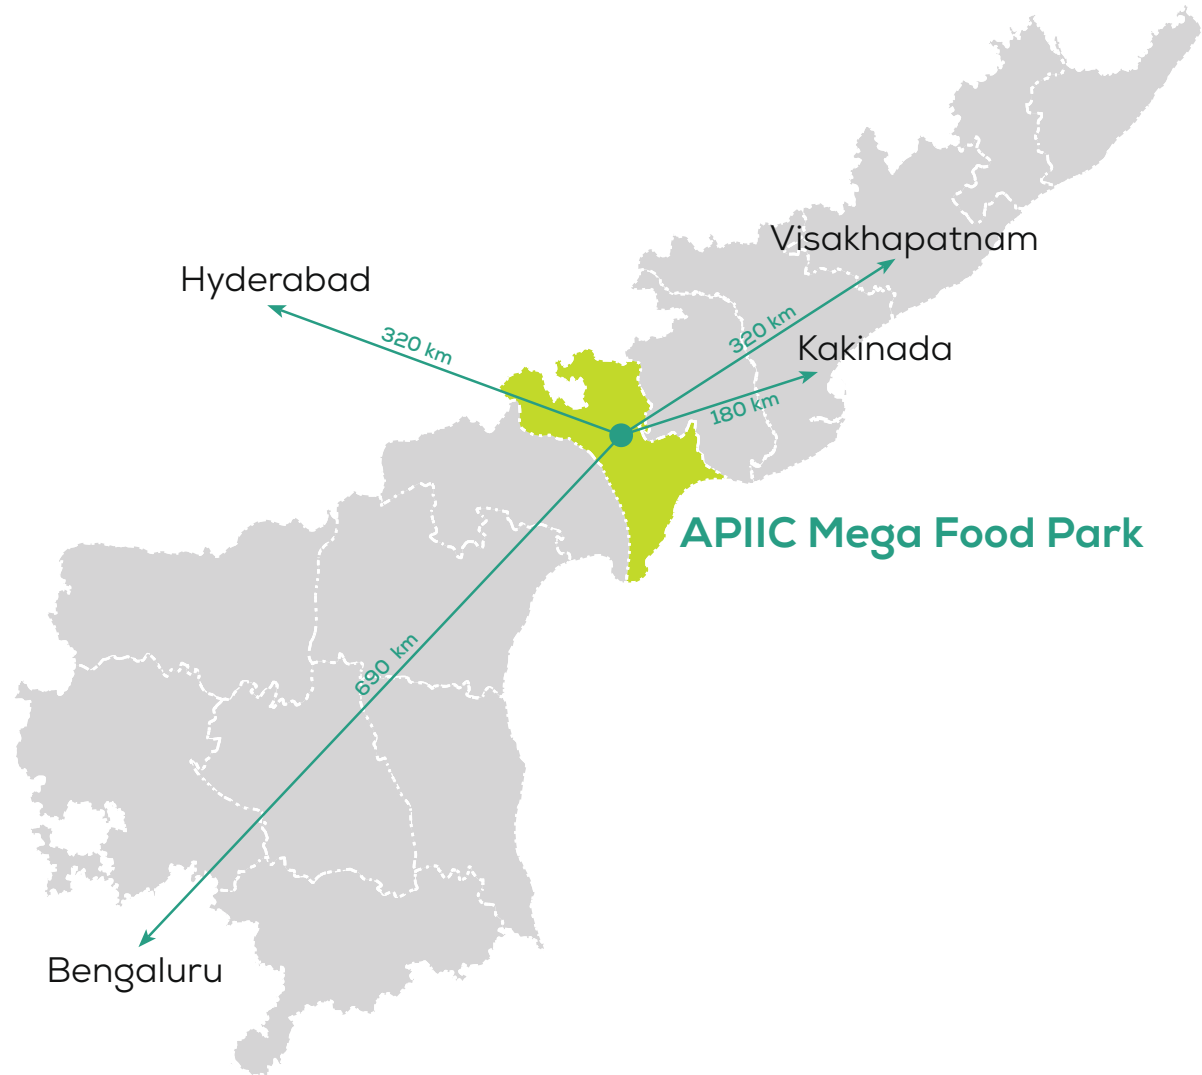 Visakhapatnam
Hyderabad
320 km
320 km
Kakinada
180 km
APIIC Mega Food Park
690 km
Bengaluru